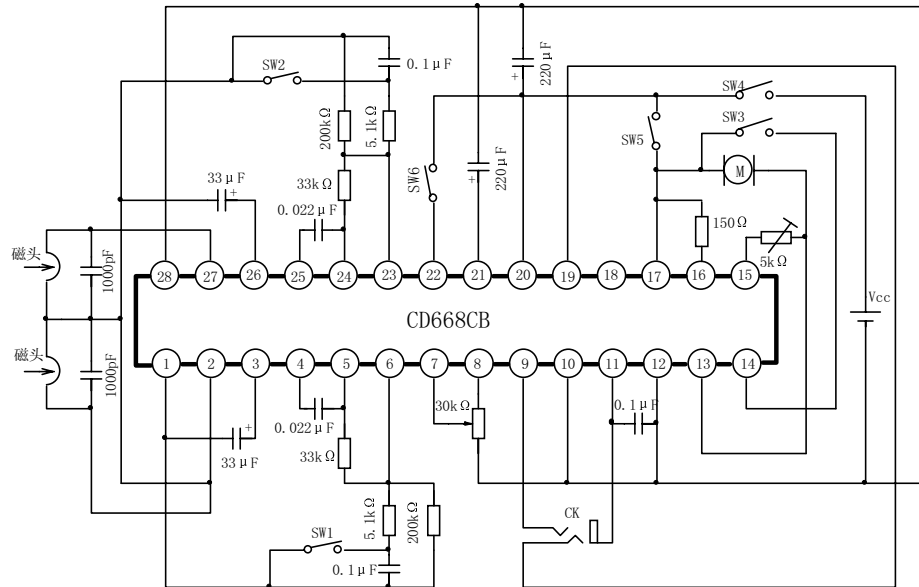 SW2
0.1μF
200kΩ
5.1kΩ
33μF
+
33kΩ
0.022μF
SW6
+
220μF
+
220μF
SW4
SW3
SW5
M
150Ω
5kΩ
磁头
1000pF
磁头
1000pF
Vcc
28 27 26 25 24 23 22 21 20 19 18 17 16 15
CD668CB
1 2 3 4 5 6 7 8 9 10 11 12 13 14
+
33μF
0.022μF
33kΩ
30kΩ
0.1μF
5.1kΩ
200kΩ
SW1
0.1μF
CK